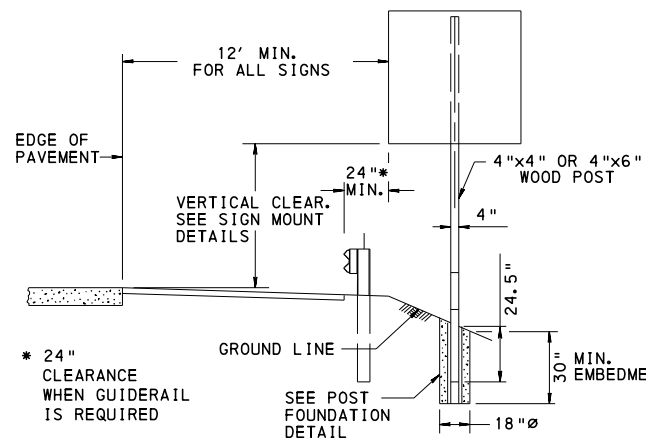 12' MIN.
FOR ALL SIGNS
EDGE OF
PAVEMENT
24"*
MIN.
4"x4" OR 4"x6"
WOOD POST
VERTICAL CLEAR.
SEE SIGN MOUNT
DETAILS
4"
24.5"
GROUND LINE
* 24"
CLEARANCE
WHEN GUIDERAIL
IS REQUIRED
SEE POST
FOUNDATION
DETAIL
30" MIN.
EMBEDME
18"Ø